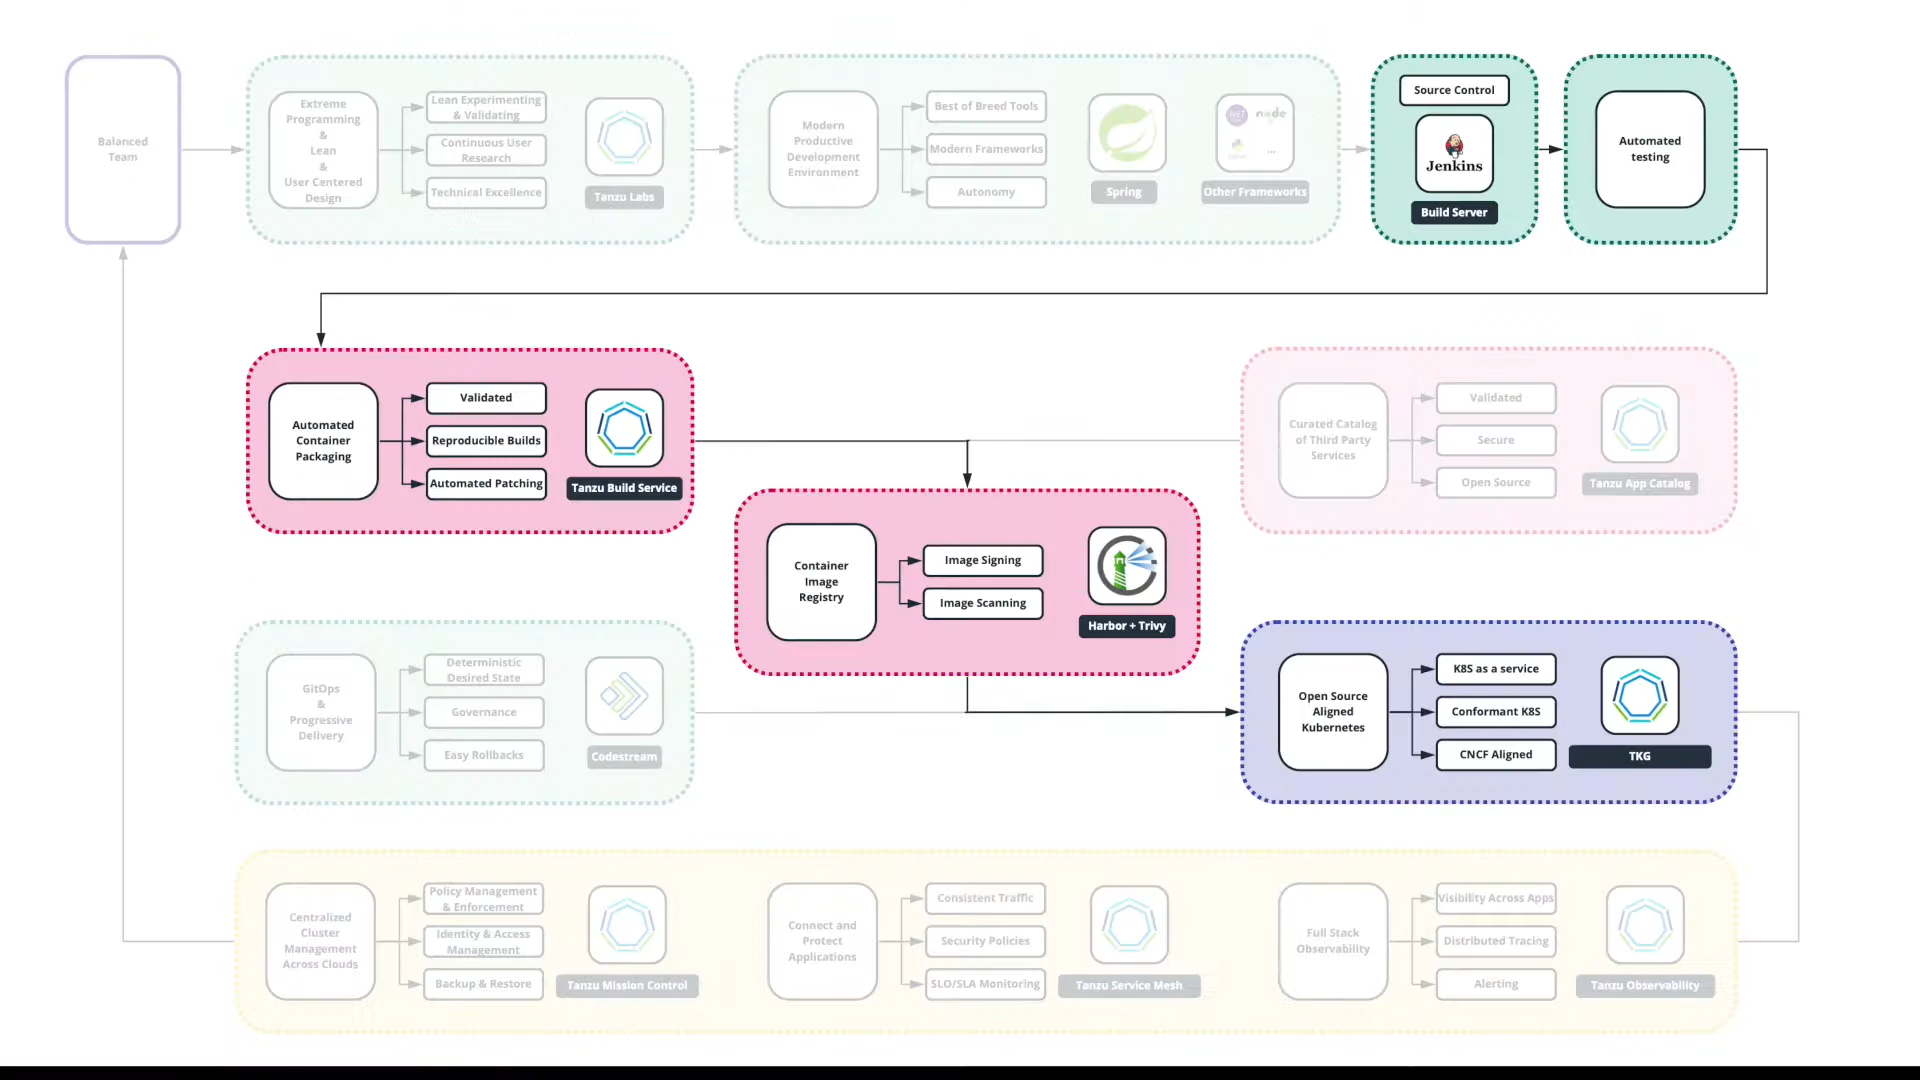 Balanced
Team
Extreme
Programming
&
Lean
&
User Centered
Design
Lean Experimenting
& Validating
Continuous User
Research
Technical Excellence
Tanzu Labs
Modern
Productive
Development
Environment
Best of Breed Tools
Modern Frameworks
Autonomy
Spring
.NET
node
python
...
Other Frameworks
Source Control
Jenkins
Build Server
Automated
testing
Automated
Container
Packaging
Validated
Reproducible Builds
Automated Patching
Tanzu Build Service
Curated Catalog
of Third Party
Services
Validated
Secure
Open Source
Tanzu App Catalog
Container
Image
Registry
Image Signing
Image Scanning
Harbor + Trivy
GitOps
&
Progressive
Delivery
Deterministic
Desired State
Governance
Easy Rollbacks
Codestream
Open Source
Aligned
Kubernetes
K8S as a service
Conformant K8S
CNCF Aligned
TKG
Centralized
Cluster
Management
Across Clouds
Policy Management
& Enforcement
Identity & Access
Management
Backup & Restore
Tanzu Mission Control
Connect and
Protect
Applications
Consistent Traffic
Security Policies
SLO/SLA Monitoring
Tanzu Service Mesh
Full Stack
Observability
Visibility Across Apps
Distributed Tracing
Alerting
Tanzu Observability